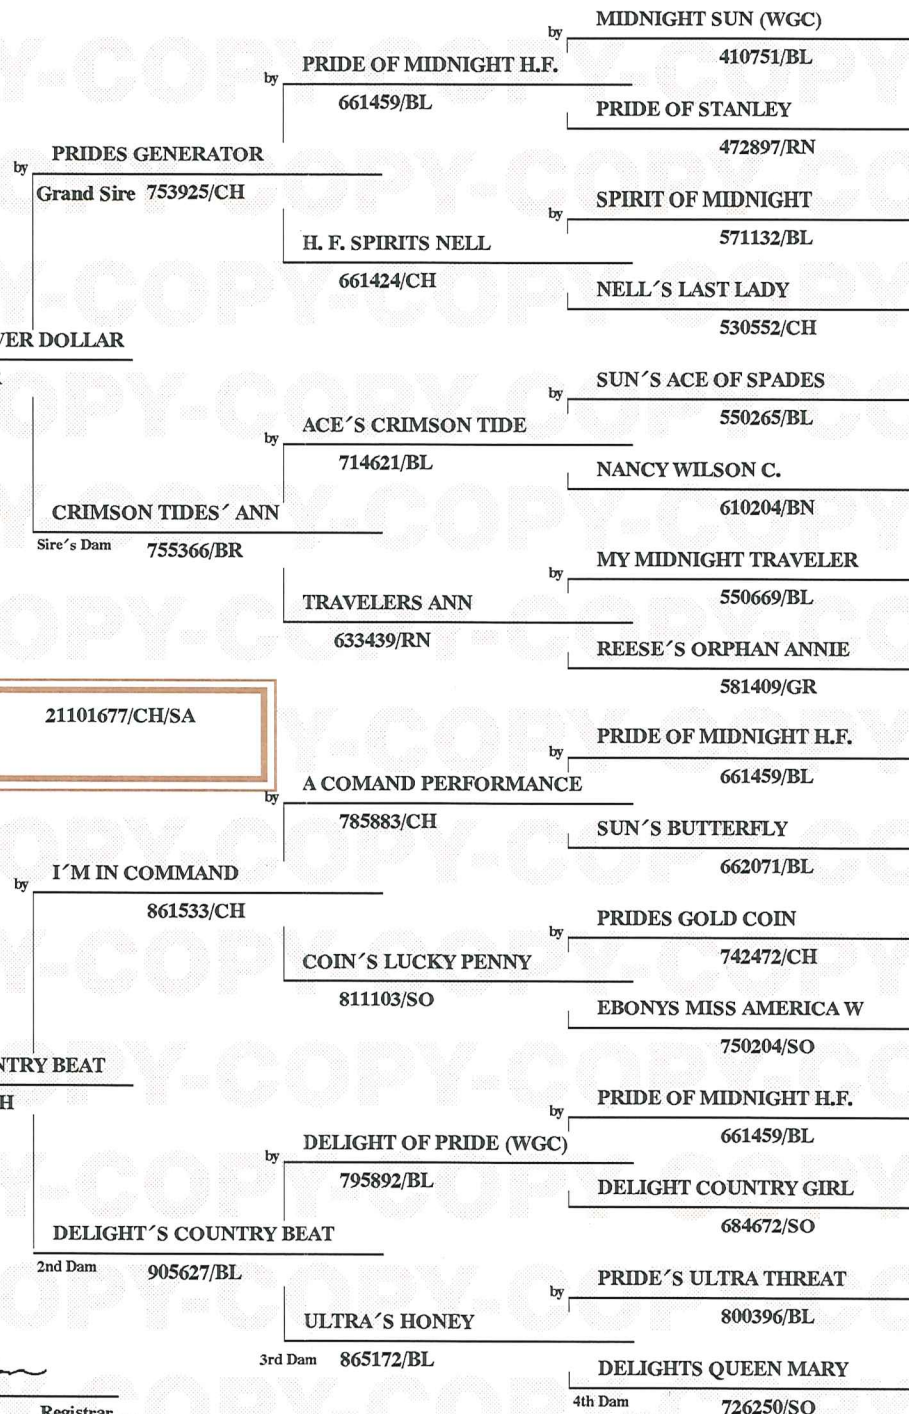 MIDNIGHT SUN (WGC)
by
410751/BL
PRIDE OF MIDNIGHT H.F.
by
661459/BL
PRIDE OF STANLEY
472897/RN
PRIDES GENERATOR
by
Grand Sire 753925/CH
SPIRIT OF MIDNIGHT
by
571132/BL
H. F. SPIRITS NELL
661424/CH
NELL´S LAST LADY
530552/CH
VER DOLLAR
SUN´S ACE OF SPADES
by
550265/BL
ACE´S CRIMSON TIDE
by
714621/BL
NANCY WILSON C.
610204/BN
CRIMSON TIDES´ ANN
Sire´s Dam 755366/BR
MY MIDNIGHT TRAVELER
by
550669/BL
TRAVELERS ANN
633439/RN
REESE´S ORPHAN ANNIE
581409/GR
21101677/CH/SA
PRIDE OF MIDNIGHT H.F.
by
661459/BL
A COMAND PERFORMANCE
by
785883/CH
SUN´S BUTTERFLY
662071/BL
I´M IN COMMAND
by
861533/CH
PRIDES GOLD COIN
by
742472/CH
COIN´S LUCKY PENNY
811103/SO
EBONYS MISS AMERICA W
750204/SO
NTRY BEAT
H
PRIDE OF MIDNIGHT H.F.
by
661459/BL
DELIGHT OF PRIDE (WGC)
by
795892/BL
DELIGHT COUNTRY GIRL
684672/SO
DELIGHT´S COUNTRY BEAT
2nd Dam 905627/BL
PRIDE´S ULTRA THREAT
by
800396/BL
ULTRA´S HONEY
3rd Dam 865172/BL
DELIGHTS QUEEN MARY
4th Dam 726250/SO
Registrar